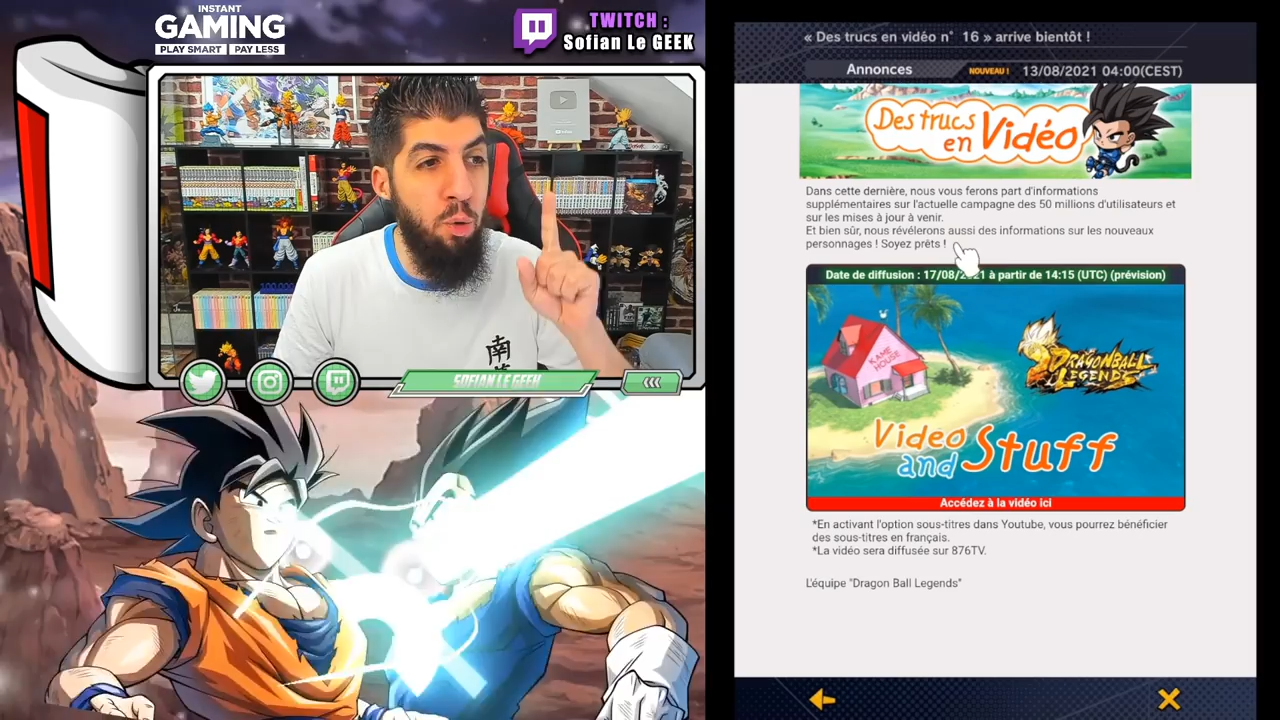 INSTANT
GAMING
PLAY SMART | PAY LESS
TWITCH :
Sofian Le GEEK
SOFIAN LE GEEK
南
« Des trucs en vidéo n° 16 » arrive bientôt !
Annonces
NOUVEAU !
13/08/2021 04:00(CEST)
Des trucs
en Vidéo
Dans cette dernière, nous vous ferons part d'informations
supplémentaires sur l'actuelle campagne des 50 millions d'utilisateurs et
sur les mises à jour à venir.
Et bien sûr, nous révélerons aussi des informations sur les nouveaux
personnages ! Soyez prêts !
Date de diffusion : 17/08/2021 à partir de 14:15 (UTC) (prévision)
KAME
HOUSE
DRAGONBALL
LEGENDS
Video
and Stuff
Accédez à la vidéo ici
*En activant l'option sous-titres dans Youtube, vous pourrez bénéficier
des sous-titres en français.
*La vidéo sera diffusée sur 876TV.
L'équipe "Dragon Ball Legends"